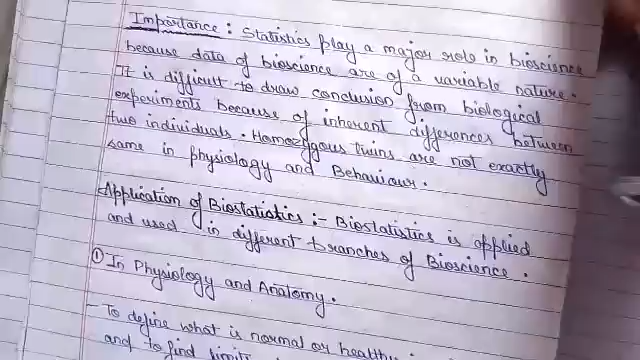 Importance : Statistics play a major role in bioscience
because data of bioscience are of a variable nature.
It is difficult to draw conclusion from biological
experiments because of inherent differences between
two individuals. Homozygous twins are not exactly
same in physiology and Behaviour.
Application of Biostatistics :- Biostatistics is applied
and used in different branches of Bioscience.
① In Physiology and Anatomy.
- To define what is normal or healthy
and to find limits